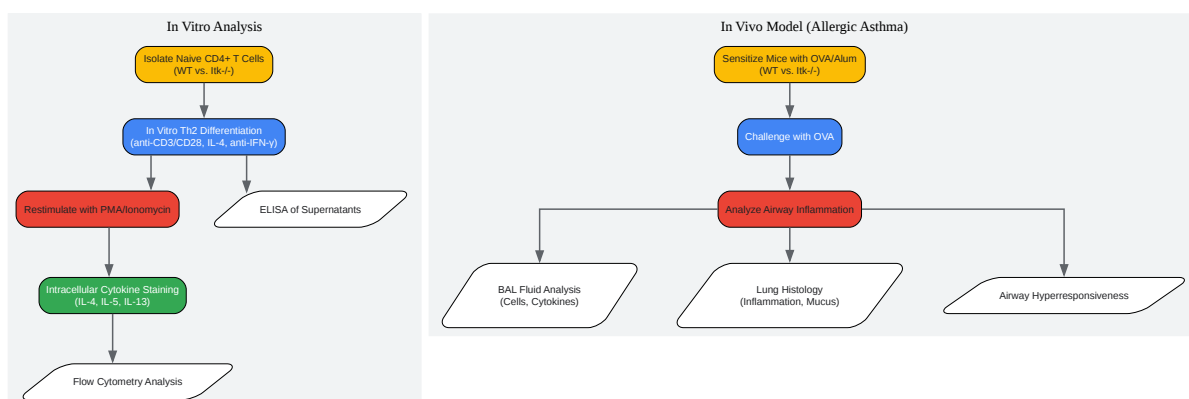 In Vitro Analysis
Isolate Naive CD4+ T Cells
(WT vs. Itk-/-)
In Vitro Th2 Differentiation
(anti-CD3/CD28, IL-4, anti-IFN-γ)
Restimulate with PMA/Ionomycin
ELISA of Supernatants
Intracellular Cytokine Staining
(IL-4, IL-5, IL-13)
Flow Cytometry Analysis
In Vivo Model (Allergic Asthma)
Sensitize Mice with OVA/Alum
(WT vs. Itk-/-)
Challenge with OVA
Analyze Airway Inflammation
BAL Fluid Analysis
(Cells, Cytokines)
Lung Histology
(Inflammation, Mucus)
Airway Hyperresponsiveness